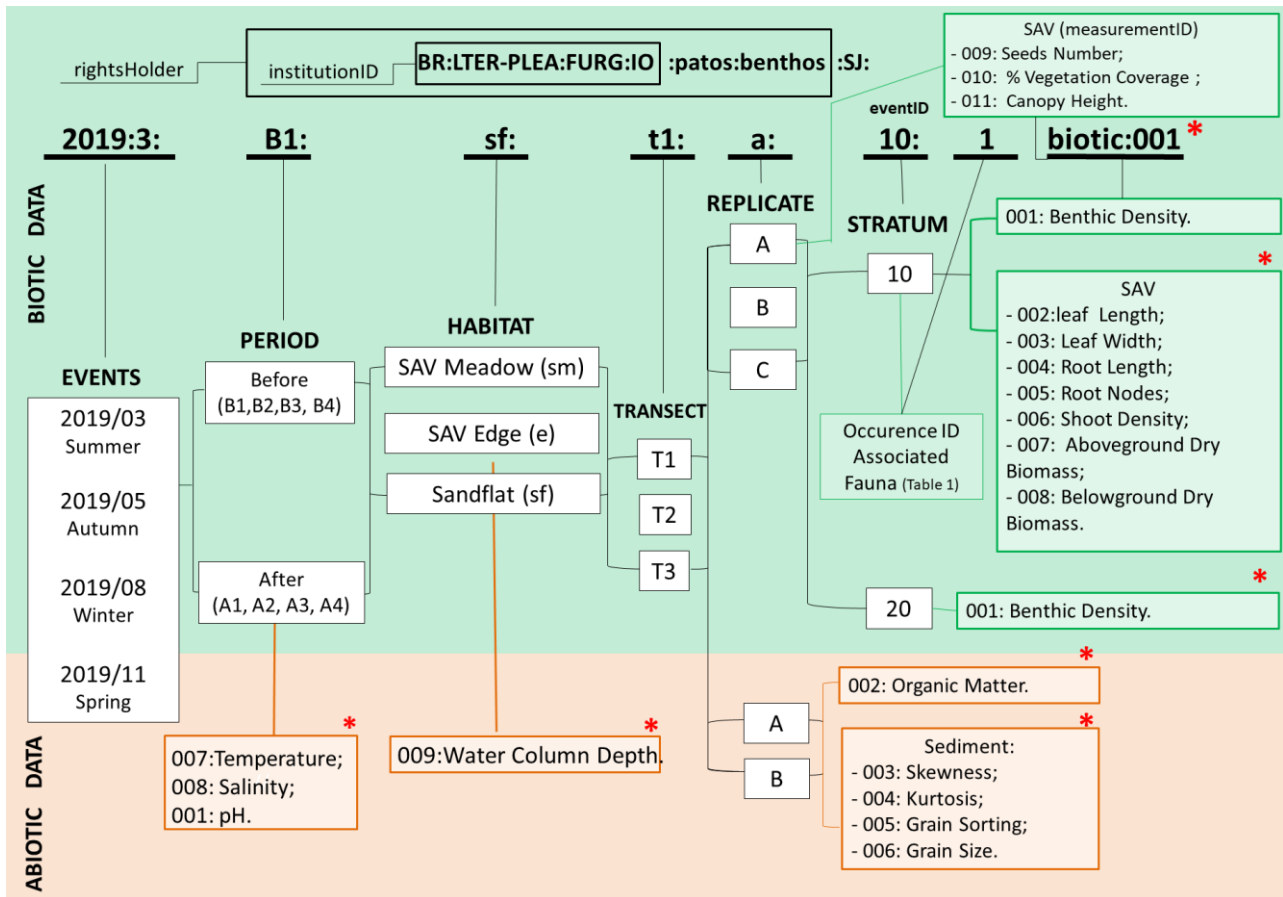 rightsHolder
institutionID
BR:LTER-PLEA:FURG:IO
:patos:benthos
:SJ:
SAV (measurementID)
- 009: Seeds Number;
- 010: % Vegetation Coverage ;
- 011: Canopy Height.
eventID
2019:3:
B1:
sf:
t1:
a:
10:
1
biotic:001
*
BIOTIC DATA
EVENTS
2019/03
Summer
2019/05
Autumn
2019/08
Winter
2019/11
Spring
PERIOD
Before
(B1,B2,B3, B4)
After
(A1, A2, A3, A4)
HABITAT
SAV Meadow (sm)
SAV Edge (e)
Sandflat (sf)
TRANSECT
T1
T2
T3
REPLICATE
A
B
C
STRATUM
10
Occurence ID
Associated
Fauna (Table 1)
20
001: Benthic Density.
*
SAV
- 002:leaf Length;
- 003: Leaf Width;
- 004: Root Length;
- 005: Root Nodes;
- 006: Shoot Density;
- 007: Aboveground Dry
Biomass;
- 008: Belowground Dry
Biomass.
*
001: Benthic Density.
ABIOTIC DATA
*
007:Temperature;
008: Salinity;
001: pH.
*
009:Water Column Depth.
A
B
*
002: Organic Matter.
*
Sediment:
- 003: Skewness;
- 004: Kurtosis;
- 005: Grain Sorting;
- 006: Grain Size.